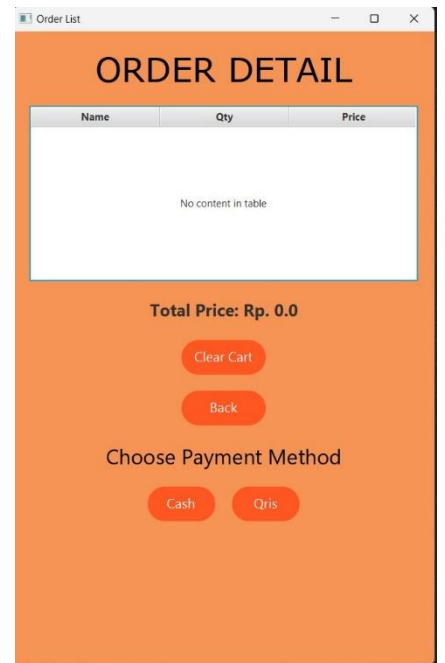 Order List
ORDER DETAIL
Name Qty Price
No content in table
Total Price: Rp. 0.0
Clear Cart
Back
Choose Payment Method
Cash Qris